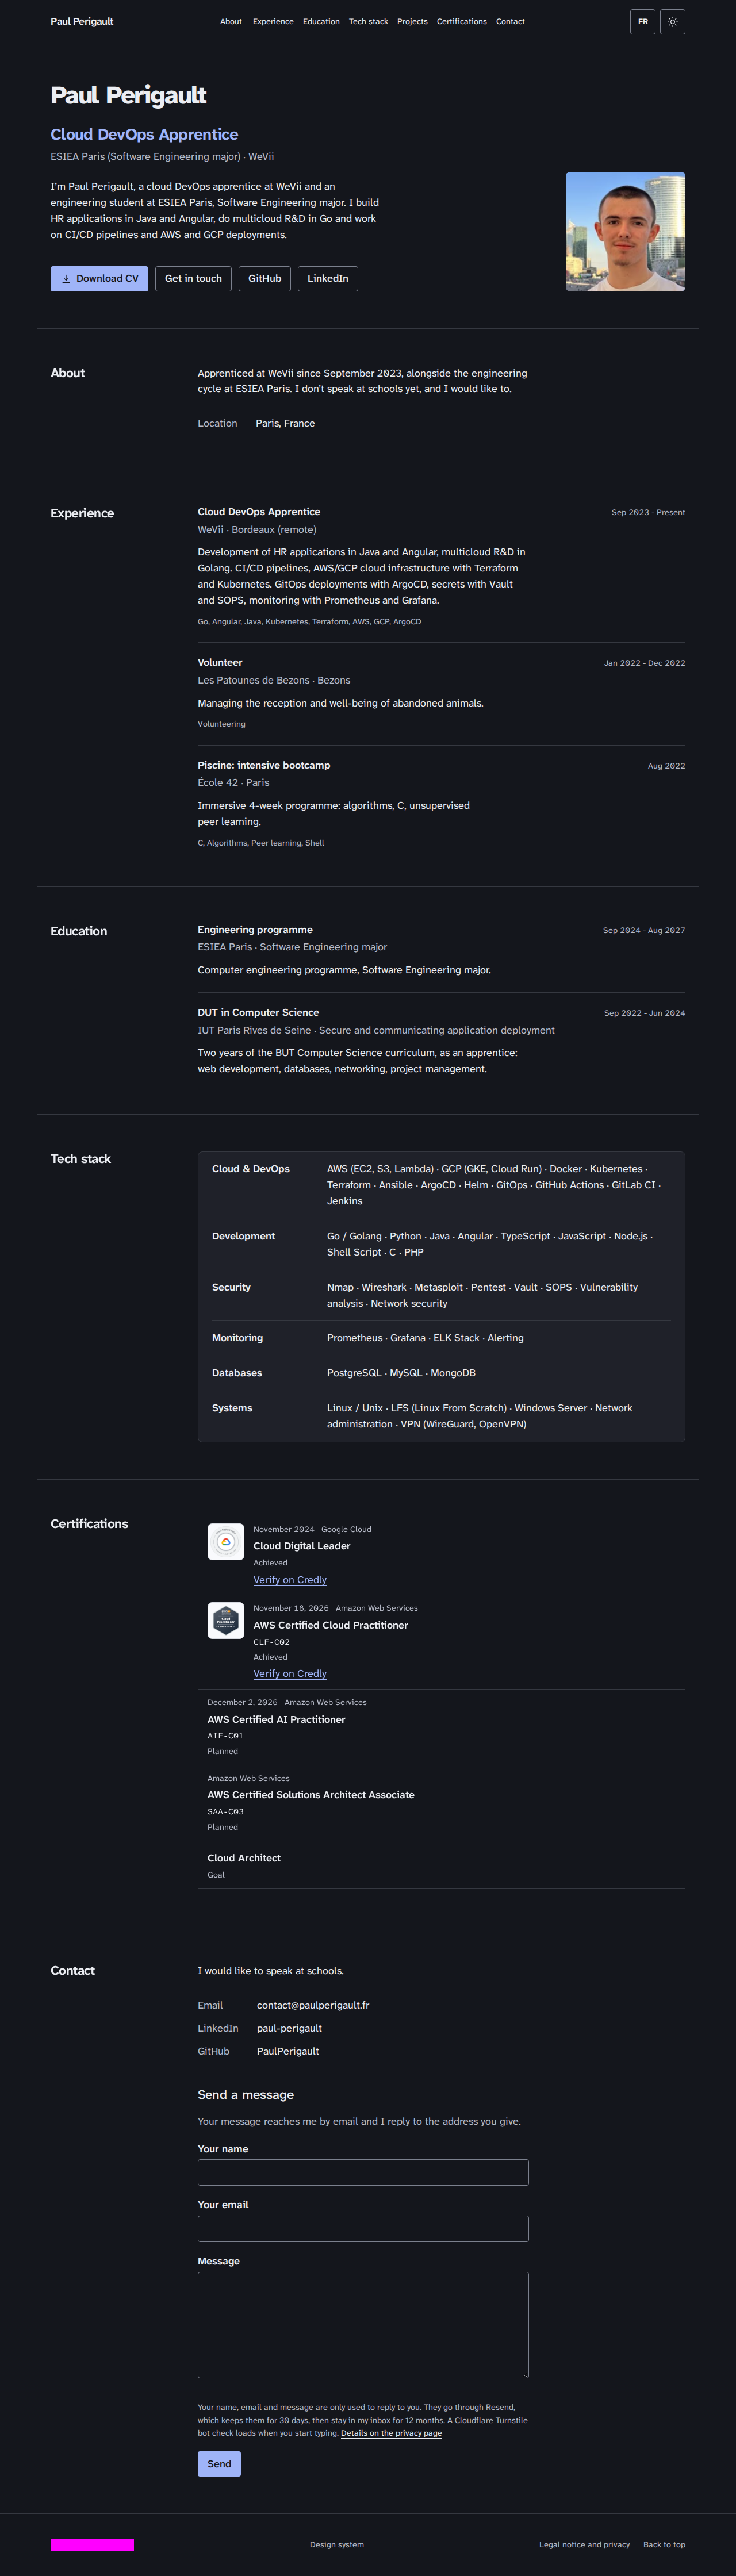 Paul Perigault
About Experience Education Tech stack Projects Certifications Contact
FR
Paul Perigault
Cloud DevOps Apprentice
ESIEA Paris (Software Engineering major) · WeVii
I'm Paul Perigault, a cloud DevOps apprentice at WeVii and an
engineering student at ESIEA Paris, Software Engineering major. I build
HR applications in Java and Angular, do multicloud R&D in Go and work
on CI/CD pipelines and AWS and GCP deployments.
Download CV Get in touch GitHub LinkedIn
About
Apprenticed at WeVii since September 2023, alongside the engineering
cycle at ESIEA Paris. I don't speak at schools yet, and I would like to.
Location Paris, France
Experience
Cloud DevOps Apprentice Sep 2023 - Present
WeVii · Bordeaux (remote)
Development of HR applications in Java and Angular, multicloud R&D in
Golang. CI/CD pipelines, AWS/GCP cloud infrastructure with Terraform
and Kubernetes. GitOps deployments with ArgoCD, secrets with Vault
and SOPS, monitoring with Prometheus and Grafana.
Go, Angular, Java, Kubernetes, Terraform, AWS, GCP, ArgoCD
Volunteer Jan 2022 - Dec 2022
Les Patounes de Bezons · Bezons
Managing the reception and well-being of abandoned animals.
Volunteering
Piscine: intensive bootcamp Aug 2022
École 42 · Paris
Immersive 4-week programme: algorithms, C, unsupervised
peer learning.
C, Algorithms, Peer learning, Shell
Education
Engineering programme Sep 2024 - Aug 2027
ESIEA Paris · Software Engineering major
Computer engineering programme, Software Engineering major.
DUT in Computer Science Sep 2022 - Jun 2024
IUT Paris Rives de Seine · Secure and communicating application deployment
Two years of the BUT Computer Science curriculum, as an apprentice:
web development, databases, networking, project management.
Tech stack
Cloud & DevOps AWS (EC2, S3, Lambda) · GCP (GKE, Cloud Run) · Docker · Kubernetes ·
Terraform · Ansible · ArgoCD · Helm · GitOps · GitHub Actions · GitLab CI ·
Jenkins
Development Go / Golang · Python · Java · Angular · TypeScript · JavaScript · Node.js ·
Shell Script · C · PHP
Security Nmap · Wireshark · Metasploit · Pentest · Vault · SOPS · Vulnerability
analysis · Network security
Monitoring Prometheus · Grafana · ELK Stack · Alerting
Databases PostgreSQL · MySQL · MongoDB
Systems Linux / Unix · LFS (Linux From Scratch) · Windows Server · Network
administration · VPN (WireGuard, OpenVPN)
Certifications
November 2024 Google Cloud
Cloud Digital Leader
Achieved
Verify on Credly
November 18, 2026 Amazon Web Services
AWS Certified Cloud Practitioner
CLF-C02
Achieved
Verify on Credly
December 2, 2026 Amazon Web Services
AWS Certified AI Practitioner
AIF-C01
Planned
Amazon Web Services
AWS Certified Solutions Architect Associate
SAA-C03
Planned
Cloud Architect
Goal
Contact
I would like to speak at schools.
Email contact@paulperigault.fr
LinkedIn paul-perigault
GitHub PaulPerigault
Send a message
Your message reaches me by email and I reply to the address you give.
Your name
Your email
Message
Your name, email and message are only used to reply to you. They go through Resend,
which keeps them for 30 days, then stay in my inbox for 12 months. A Cloudflare Turnstile
bot check loads when you start typing. Details on the privacy page
Send
Design system Legal notice and privacy Back to top